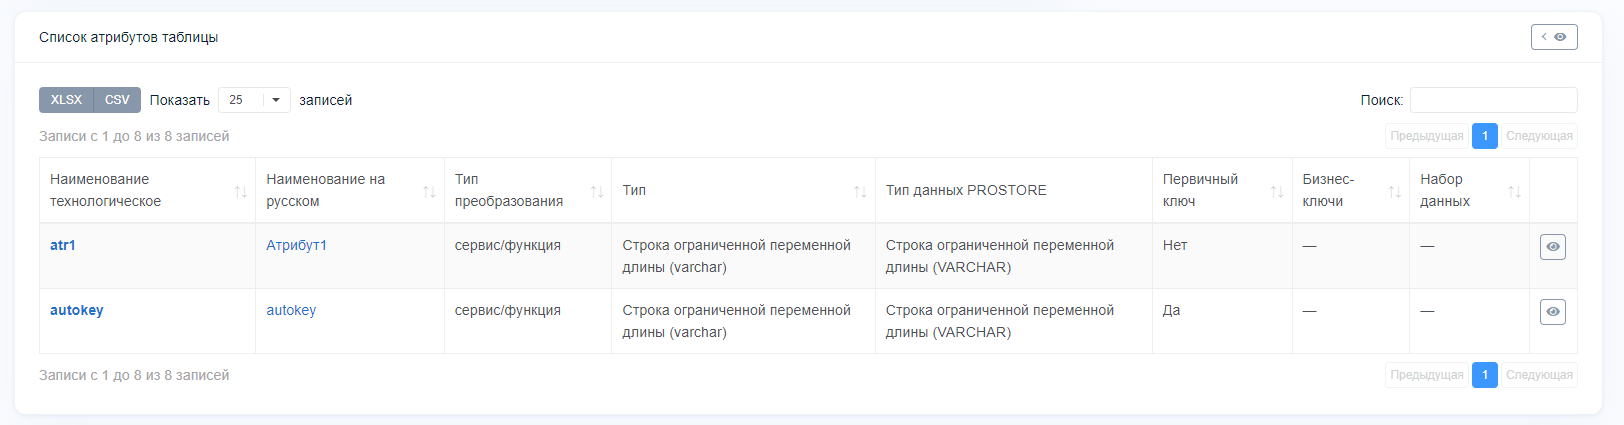 Список атрибутов таблицы
XLSX CSV Показать 25 записей Поиск:
Записи с 1 до 8 из 8 записей Предыдущая 1 Следующая
Наименование технологическое Наименование на русском Тип преобразования Тип Тип данных PROSTORE Первичный ключ Бизнес-ключи Набор данных
atr1 Атрибут1 сервис/функция Строка ограниченной переменной длины (varchar) Строка ограниченной переменной длины (VARCHAR) Нет — —
autokey autokey сервис/функция Строка ограниченной переменной длины (varchar) Строка ограниченной переменной длины (VARCHAR) Да — —
Записи с 1 до 8 из 8 записей Предыдущая 1 Следующая